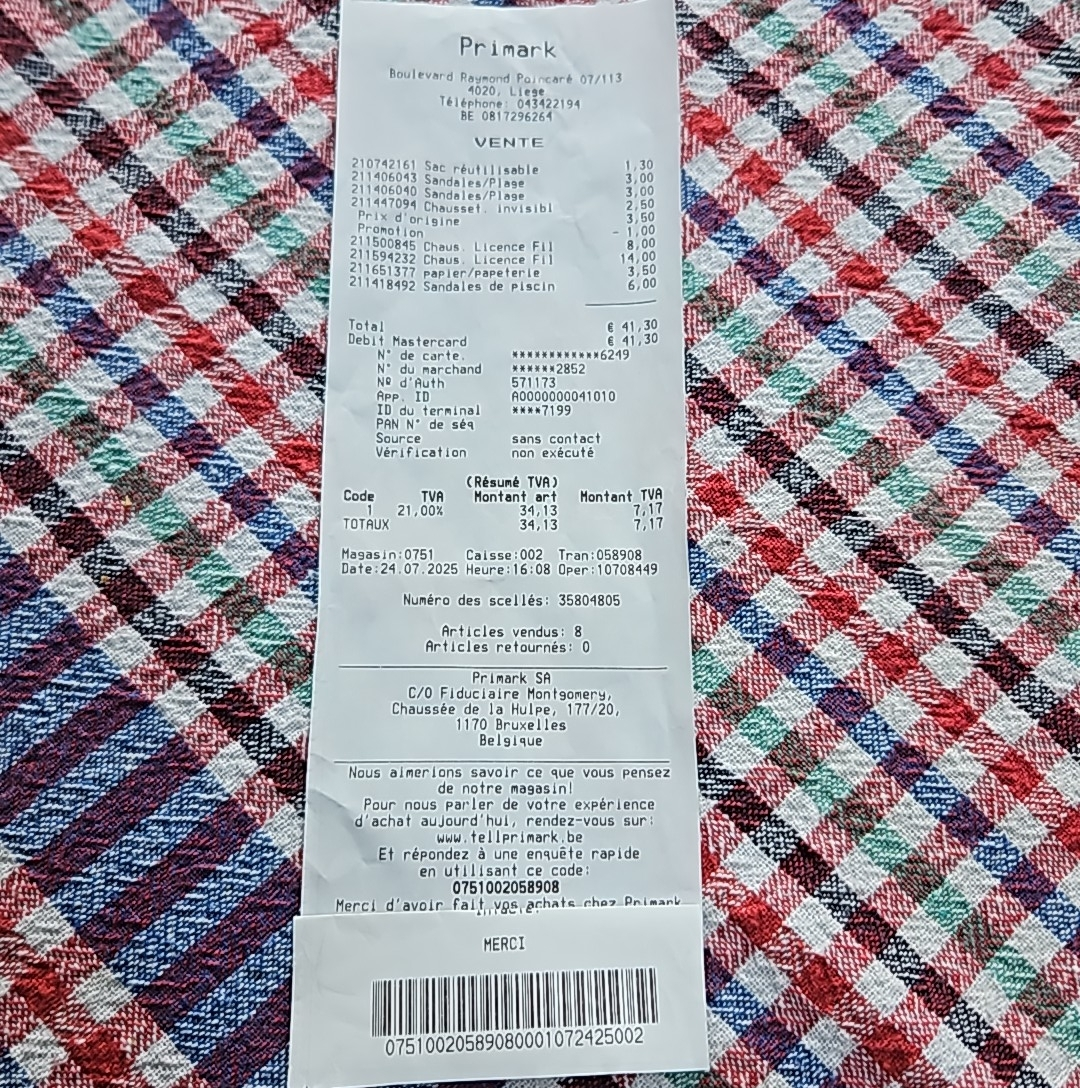 Primark
Boulevard Raymond Poincaré 07/113
4020, Liege
Téléphone: 043422194
BE 0817296264
VENTE
210742161 Sac réutilisable 1,30
211406043 Sandales/Plage 3,00
211406040 Sandales/Plage 3,00
211447094 Chausset. invisibl 2,50
Prix d'origine 3,50
Promotion - 1,00
211500845 Chaus. Licence Fil 8,00
211594232 Chaus. Licence Fil 14,00
211651377 papier/papeterie 3,50
211418492 Sandales de piscin 6,00
Total € 41,30
Debit Mastercard € 41,30
N° de carte. ************6249
N° du marchand ******2852
Nº d'Auth 571173
App. ID A0000000041010
ID du terminal ****7199
PAN N° de séq
Source sans contact
Vérification non exécuté
(Résumé TVA)
Code TVA Montant art Montant TVA
1 21,00% 34,13 7,17
TOTAUX 34,13 7,17
Magasin:0751 Caisse:002 Tran:058908
Date:24.07.2025 Heure:16:08 Oper:10708449
Numéro des scellés: 35804805
Articles vendus: 8
Articles retournés: 0
Primark SA
C/O Fiduciaire Montgomery,
Chaussée de la Hulpe, 177/20,
1170 Bruxelles
Belgique
Nous aimerions savoir ce que vous pensez
de notre magasin!
Pour nous parler de votre expérience
d'achat aujourd'hui, rendez-vous sur:
www.tellprimark.be
Et répondez à une enquête rapide
en utilisant ce code:
0751002058908
Merci d'avoir fait vos achats chez Primark
MERCI
07510020589080001072425002